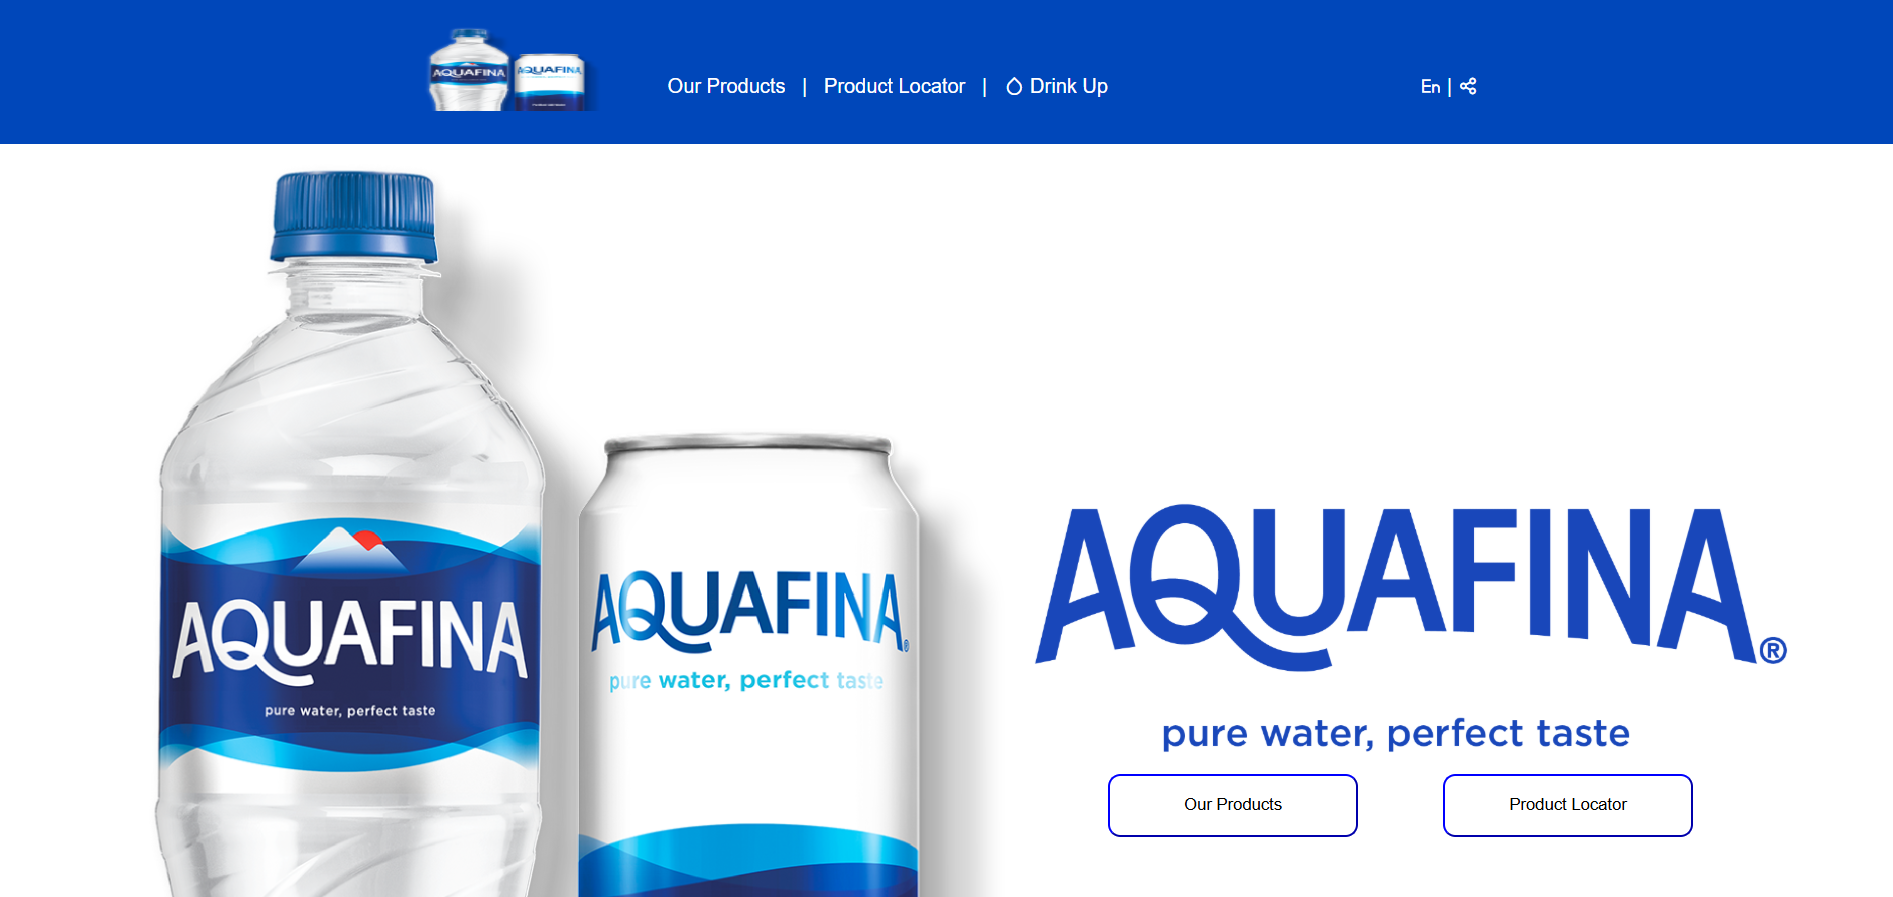 AQUAFINA
AQUAFINA
Our Products | Product Locator | Drink Up
En |
AQUAFINA
pure water, perfect taste
AQUAFINA®
pure water, perfect taste
AQUAFINA®
pure water, perfect taste
Our Products
Product Locator